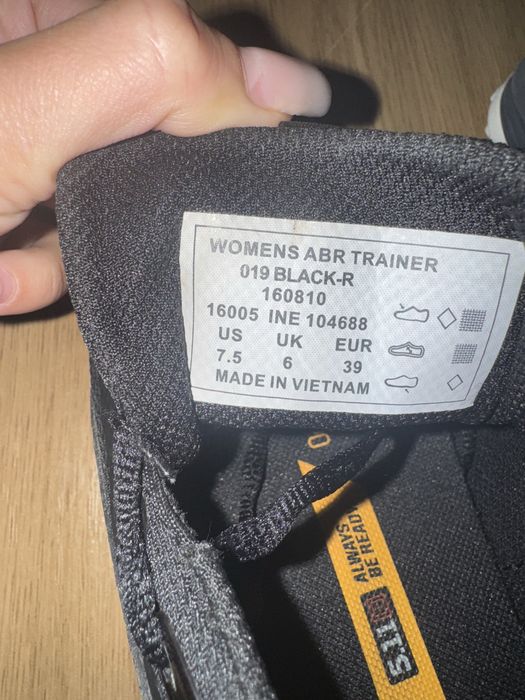 WOMENS ABR TRAINER
019 BLACK-R
160810
16005 INE 104688
US UK EUR
7.5 6 39
MADE IN VIETNAM
ALWAYS
BE READY
5.11